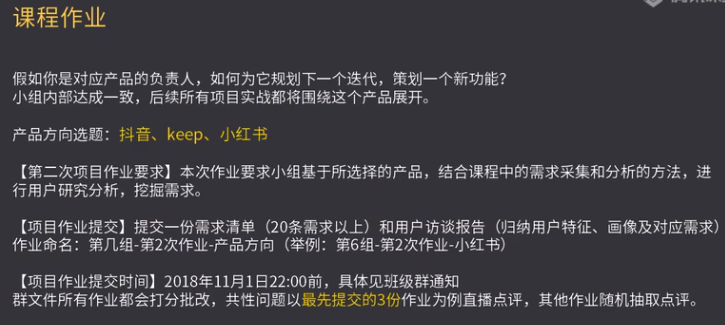 课程作业
假如你是对应产品的负责人，如何为它规划下一个迭代，策划一个新功能？
小组内部达成一致，后续所有项目实战都将围绕这个产品展开。
产品方向选题：抖音、keep、小红书
【第二次项目作业要求】本次作业要求小组基于所选择的产品，结合课程中的需求采集和分析的方法，进
行用户研究分析，挖掘需求。
【项目作业提交】提交一份需求清单（20条需求以上）和用户访谈报告（归纳用户特征、画像及对应需求）
作业命名：第几组-第2次作业-产品方向（举例：第6组-第2次作业-小红书）
【项目作业提交时间】2018年11月1日22:00前，具体见班级群通知
群文件所有作业都会打分批改，共性问题以最先提交的3份作业为例直播点评，其他作业随机抽取点评。